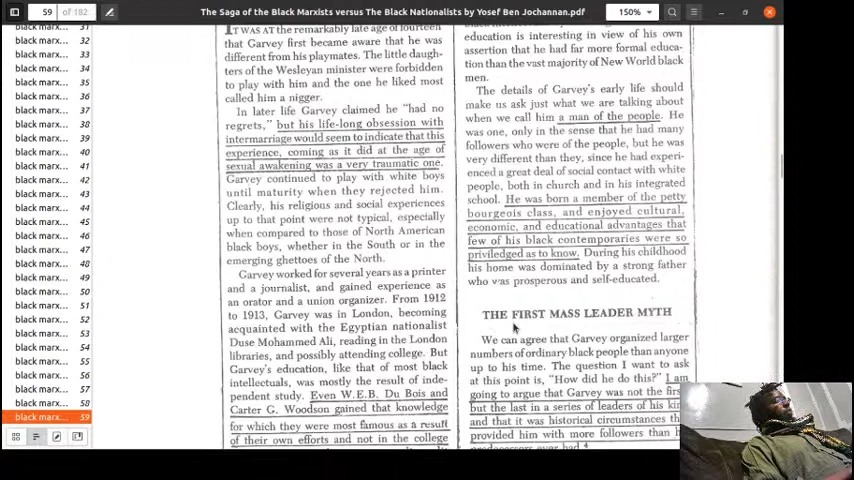 59 of 182
The Saga of the Black Marxists versus The Black Nationalists by Yosef Ben Jochannan.pdf
150%
black marx... 31
black marx... 32
black marx... 33
black marx... 34
black marx... 35
black marx... 36
black marx... 37
black marx... 38
black marx... 39
black marx... 40
black marx... 41
black marx... 42
black marx... 43
black marx... 44
black marx... 45
black marx... 46
black marx... 47
black marx... 48
black marx... 49
black marx... 50
black marx... 51
black marx... 52
black marx... 53
black marx... 54
black marx... 55
black marx... 56
black marx... 57
black marx... 58
black marx... 59
IT WAS AT the remarkably late age of fourteen
that Garvey first became aware that he was
different from his playmates. The little daugh-
ters of the Wesleyan minister were forbidden
to play with him and the one he liked most
called him a nigger.
In later life Garvey claimed he "had no
regrets," but his life-long obsession with
intermarriage would seem to indicate that this
experience, coming as it did at the age of
sexual awakening was a very traumatic one.
Garvey continued to play with white boys
until maturity when they rejected him.
Clearly, his religious and social experiences
up to that point were not typical, especially
when compared to those of North American
black boys, whether in the South or in the
emerging ghettoes of the North.
Garvey worked for several years as a printer
and a journalist, and gained experience as
an orator and a union organizer. From 1912
to 1913, Garvey was in London, becoming
acquainted with the Egyptian nationalist
Duse Mohammed Ali, reading in the London
libraries, and possibly attending college. But
Garvey's education, like that of most black
intellectuals, was mostly the result of inde-
pendent study. Even W.E.B. Du Bois and
Carter G. Woodson gained that knowledge
for which they were most famous as a result
of their own efforts and not in the college
education is interesting in view of his own
assertion that he had far more formal educa-
tion than the vast majority of New World black
men.
The details of Garvey's early life should
make us ask just what we are talking about
when we call him a man of the people. He
was one, only in the sense that he had many
followers who were of the people, but he was
very different than they, since he had experi-
enced a great deal of social contact with white
people, both in church and in his integrated
school. He was born a member of the petty
bourgeois class, and enjoyed cultural,
economic, and educational advantages that
few of his black contemporaries were so
priviledged as to know. During his childhood
his home was dominated by a strong father
who was prosperous and self-educated.
THE FIRST MASS LEADER MYTH
We can agree that Garvey organized larger
numbers of ordinary black people than anyone
up to his time. The question I want to ask
at this point is, "How did he do this?" I am
going to argue that Garvey was not the firs
but the last in a series of leaders of his kin
and that it was historical circumstances th
provided him with more followers than h
predecessors ever had.4